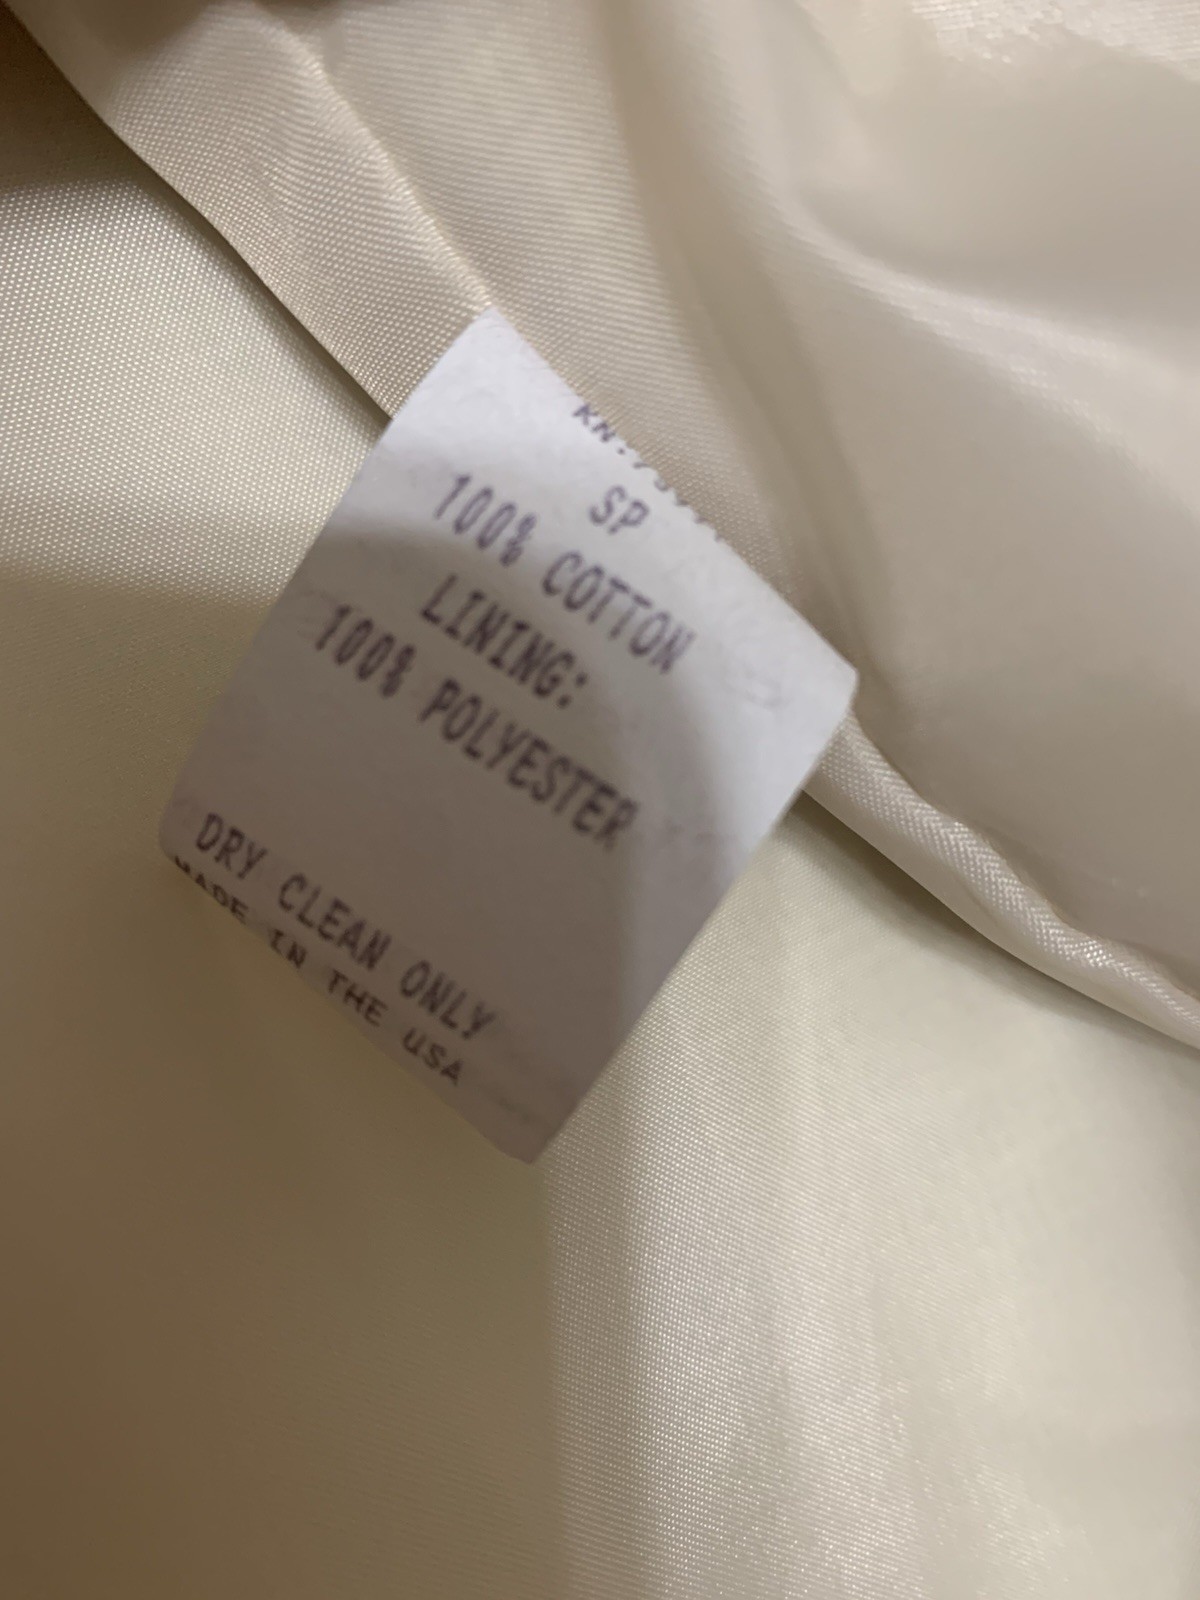 SP
100% COTTON
LINING:
100% POLYESTER
DRY CLEAN ONLY
MADE IN THE USA